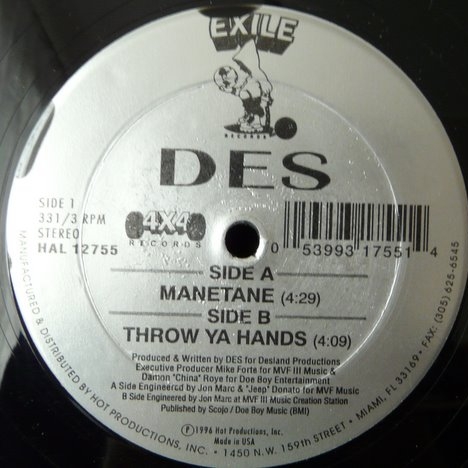 EXILE
RECORDS
DES
SIDE 1
33 1/3 RPM
STEREO
HAL 12755
4X4
RECORDS
0 53993 17551 4
SIDE A
MANETANE (4:29)
SIDE B
THROW YA HANDS (4:09)
Produced & Written by DES for Desland Productions
Executive Producer Mike Forte for MVF III Music &
Damon "China" Roye for Doe Boy Entertainment
A Side Engineered by Jon Marc & "Jeep" Donato for MVF Music
B Side Engineered by Jon Marc at MVF III Music Creation Station
Published by Scojo / Doe Boy Music (BMI)
℗© 1996 Hot Productions, Inc.
Made in USA
MANUFACTURED & DISTRIBUTED BY HOT PRODUCTIONS, INC. • 1450 N.W. 159th STREET • MIAMI, FL 33169 • FAX: (305) 625-6545